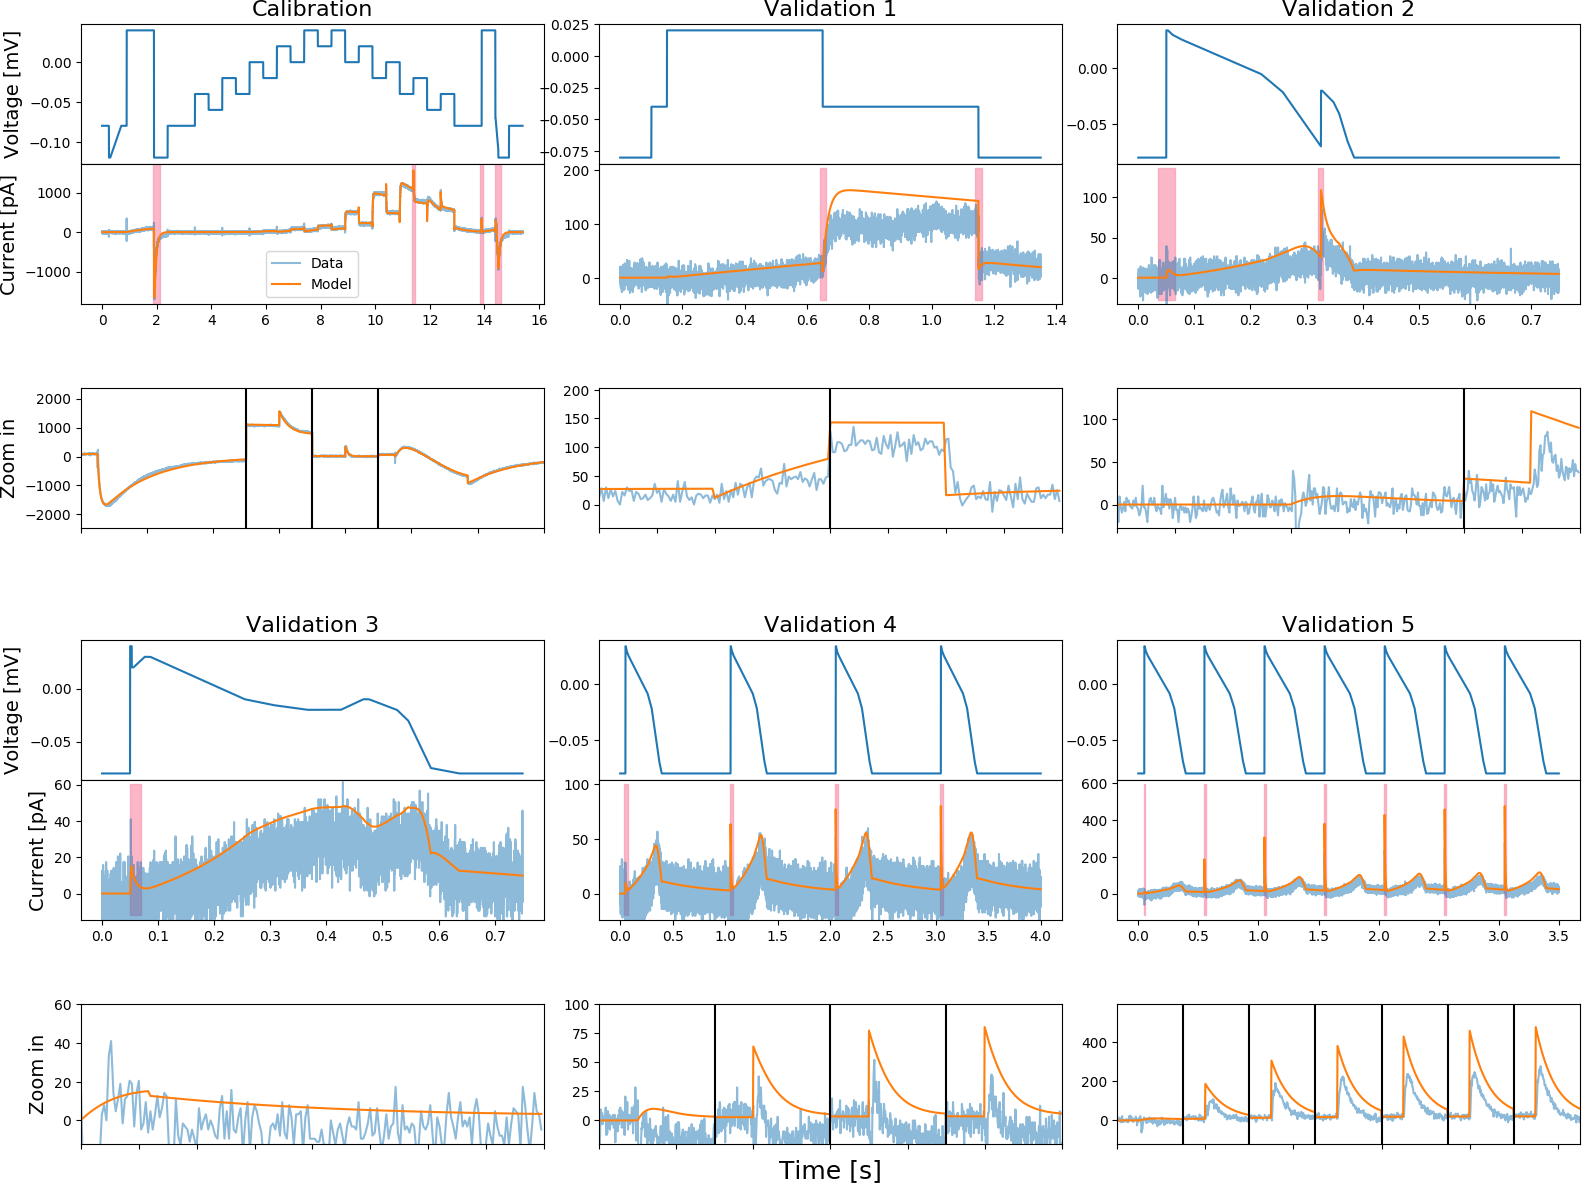 Calibration
Validation 1
Validation 2
Voltage [mV]
0.00
−0.05
−0.10
0.025
0.000
−0.025
−0.050
−0.075
0.00
−0.05
Current [pA]
1000
0
−1000
Data
Model
200
100
0
100
50
0
0 2 4 6 8 10 12 14 16
0.0 0.2 0.4 0.6 0.8 1.0 1.2 1.4
0.0 0.1 0.2 0.3 0.4 0.5 0.6 0.7
Zoom in
2000
1000
0
−1000
−2000
200
150
100
50
0
100
50
0
Validation 3
Validation 4
Validation 5
Voltage [mV]
0.00
−0.05
0.00
−0.05
0.00
−0.05
Current [pA]
60
40
20
0
100
50
0
600
400
200
0
0.0 0.1 0.2 0.3 0.4 0.5 0.6 0.7
0.0 0.5 1.0 1.5 2.0 2.5 3.0 3.5 4.0
0.0 0.5 1.0 1.5 2.0 2.5 3.0 3.5
Zoom in
60
40
20
0
100
75
50
25
0
400
200
0
Time [s]